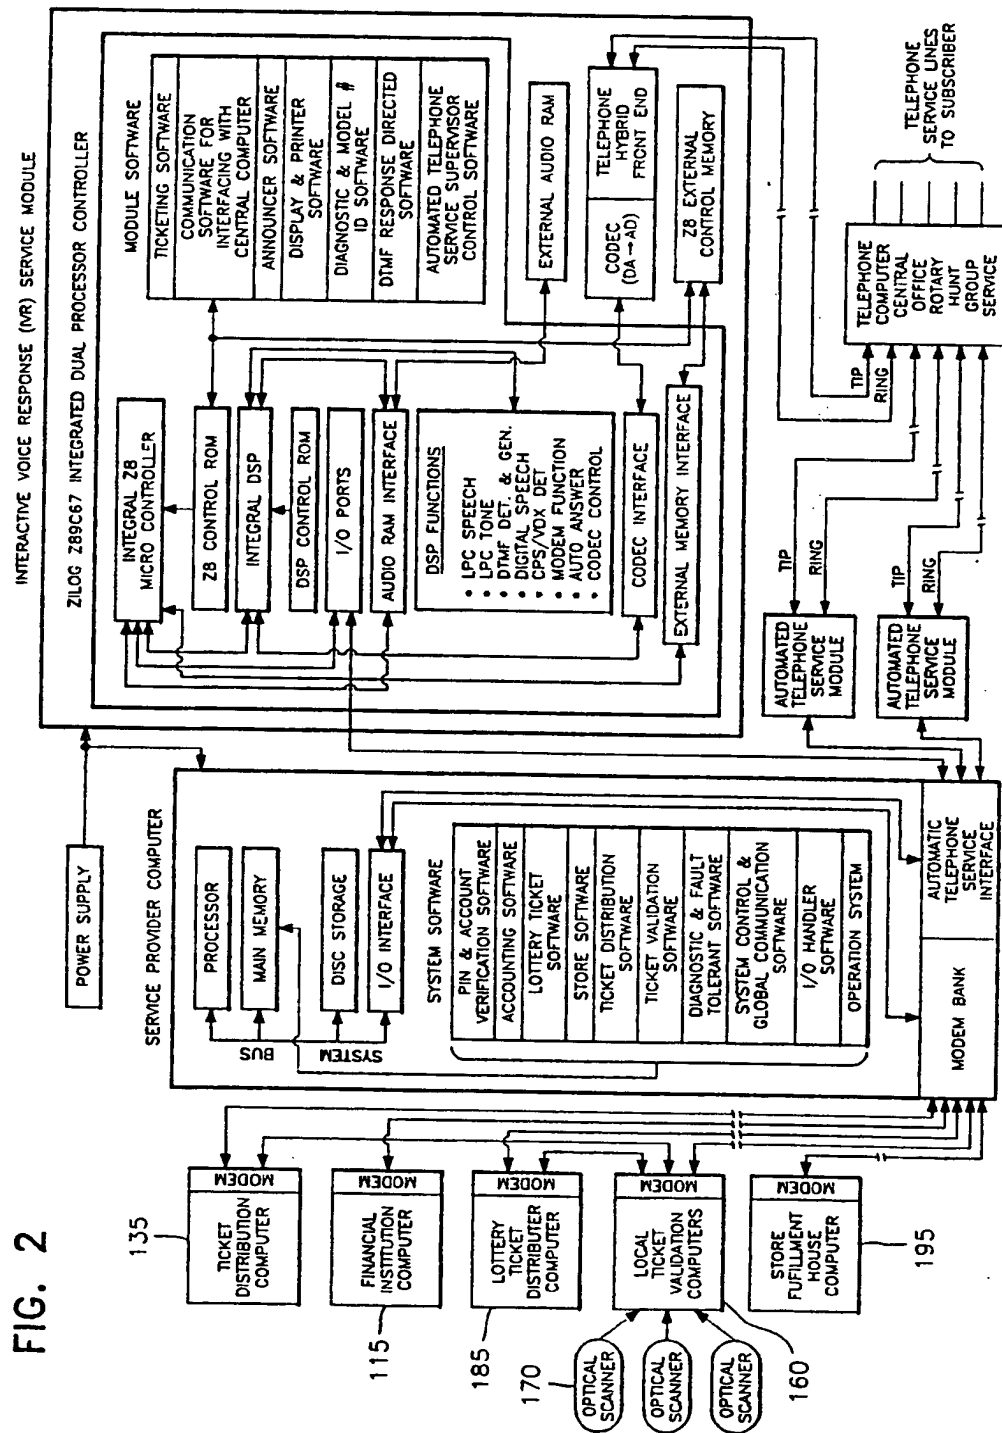 FIG. 2
135
TICKET
DISTRIBUTION
COMPUTER
MODEM
115
FINANCIAL
INSTITUTION
COMPUTER
MODEM
185
LOTTERY
TICKET
DISTRIBUTER
COMPUTER
MODEM
170
OPTICAL
SCANNER
OPTICAL
SCANNER
OPTICAL
SCANNER
LOCAL
TICKET
VALIDATION
COMPUTERS
MODEM
160
STORE
FUFILLMENT
HOUSE
COMPUTER
MODEM
195
POWER SUPPLY
SERVICE PROVIDER COMPUTER
PROCESSOR
MAIN MEMORY
DISC STORAGE
I/O INTERFACE
BUS
SYSTEM
SYSTEM SOFTWARE
PIN & ACCOUNT
VERIFICATION SOFTWARE
ACCOUNTING SOFTWARE
LOTTERY TICKET
SOFTWARE
STORE SOFTWARE
TICKET DISTRIBUTION
SOFTWARE
TICKET VALIDATION
SOFTWARE
DIAGNOSTIC & FAULT
TOLERANT SOFTWARE
SYSTEM CONTROL &
GLOBAL COMMUNICATION
SOFTWARE
I/O HANDLER
SOFTWARE
OPERATION SYSTEM
MODEM BANK
AUTOMATIC
TELEPHONE
SERVICE
INTERFACE
INTERACTIVE VOICE RESPONSE (IVR) SERVICE MODULE
ZILOG Z89C67 INTEGRATED DUAL PROCESSOR CONTROLLER
INTEGRAL Z8
MICRO CONTROLLER
Z8 CONTROL ROM
INTEGRAL DSP
DSP CONTROL ROM
I/O PORTS
AUDIO RAM INTERFACE
DSP FUNCTIONS
• LPC SPEECH
• LPC TONE
• DTMF DET. & GEN.
• DIGITAL SPEECH
• CPS/VOX DET
• MODEM FUNCTION
• AUTO ANSWER
• CODEC CONTROL
CODEC INTERFACE
EXTERNAL MEMORY INTERFACE
MODULE SOFTWARE
TICKETING SOFTWARE
COMMUNICATION
SOFTWARE FOR
INTERFACING WITH
CENTRAL COMPUTER
ANNOUNCER SOFTWARE
DISPLAY & PRINTER
SOFTWARE
DIAGNOSTIC & MODEL #
ID SOFTWARE
DTMF RESPONSE DIRECTED
SOFTWARE
AUTOMATED TELEPHONE
SERVICE SUPERVISOR
CONTROL SOFTWARE
EXTERNAL AUDIO RAM
CODEC
(DA→AD)
TELEPHONE
HYBRID
FRONT END
Z8 EXTERNAL
CONTROL MEMORY
AUTOMATED
TELEPHONE
SERVICE
MODULE
TIP
RING
AUTOMATED
TELEPHONE
SERVICE
MODULE
TIP
RING
TIP
RING
TELEPHONE
COMPUTER
CENTRAL
OFFICE
ROTARY
HUNT
GROUP
SERVICE
TELEPHONE
SERVICE LINES
TO SUBSCRIBER